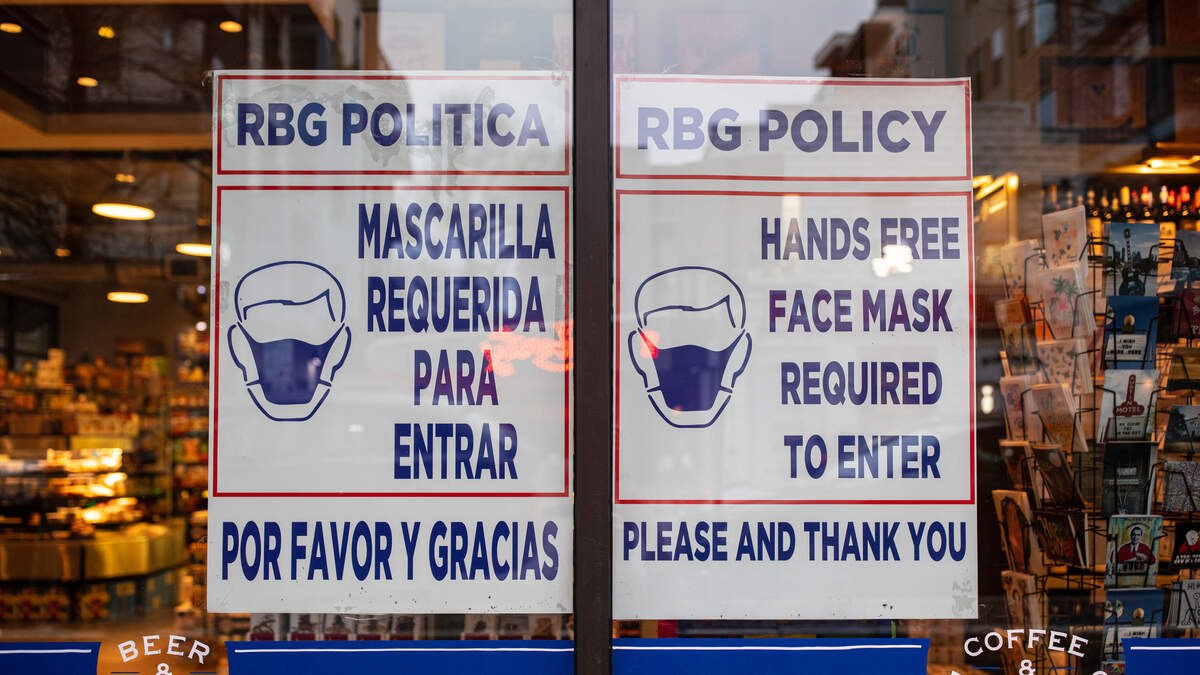 RBG POLITICA
MASCARILLA
REQUERIDA
PARA
ENTRAR
POR FAVOR Y GRACIAS
RBG POLICY
HANDS FREE
FACE MASK
REQUIRED
TO ENTER
PLEASE AND THANK YOU
BEER
&
COFFEE
&
MOTEL